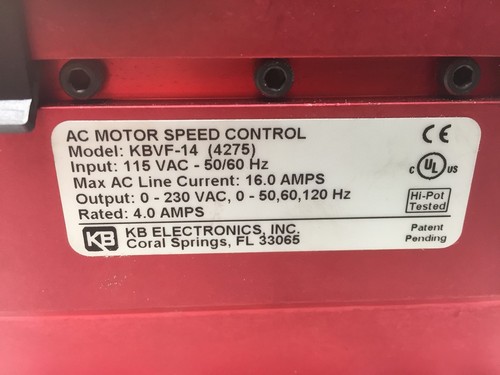 AC MOTOR SPEED CONTROL
Model: KBVF-14 (4275)
Input: 115 VAC - 50/60 Hz
Max AC Line Current: 16.0 AMPS
Output: 0 - 230 VAC, 0 - 50,60,120 Hz
Rated: 4.0 AMPS
KB KB ELECTRONICS, INC.
Coral Springs, FL 33065
CE
c UL us
Hi-Pot
Tested
Patent
Pending